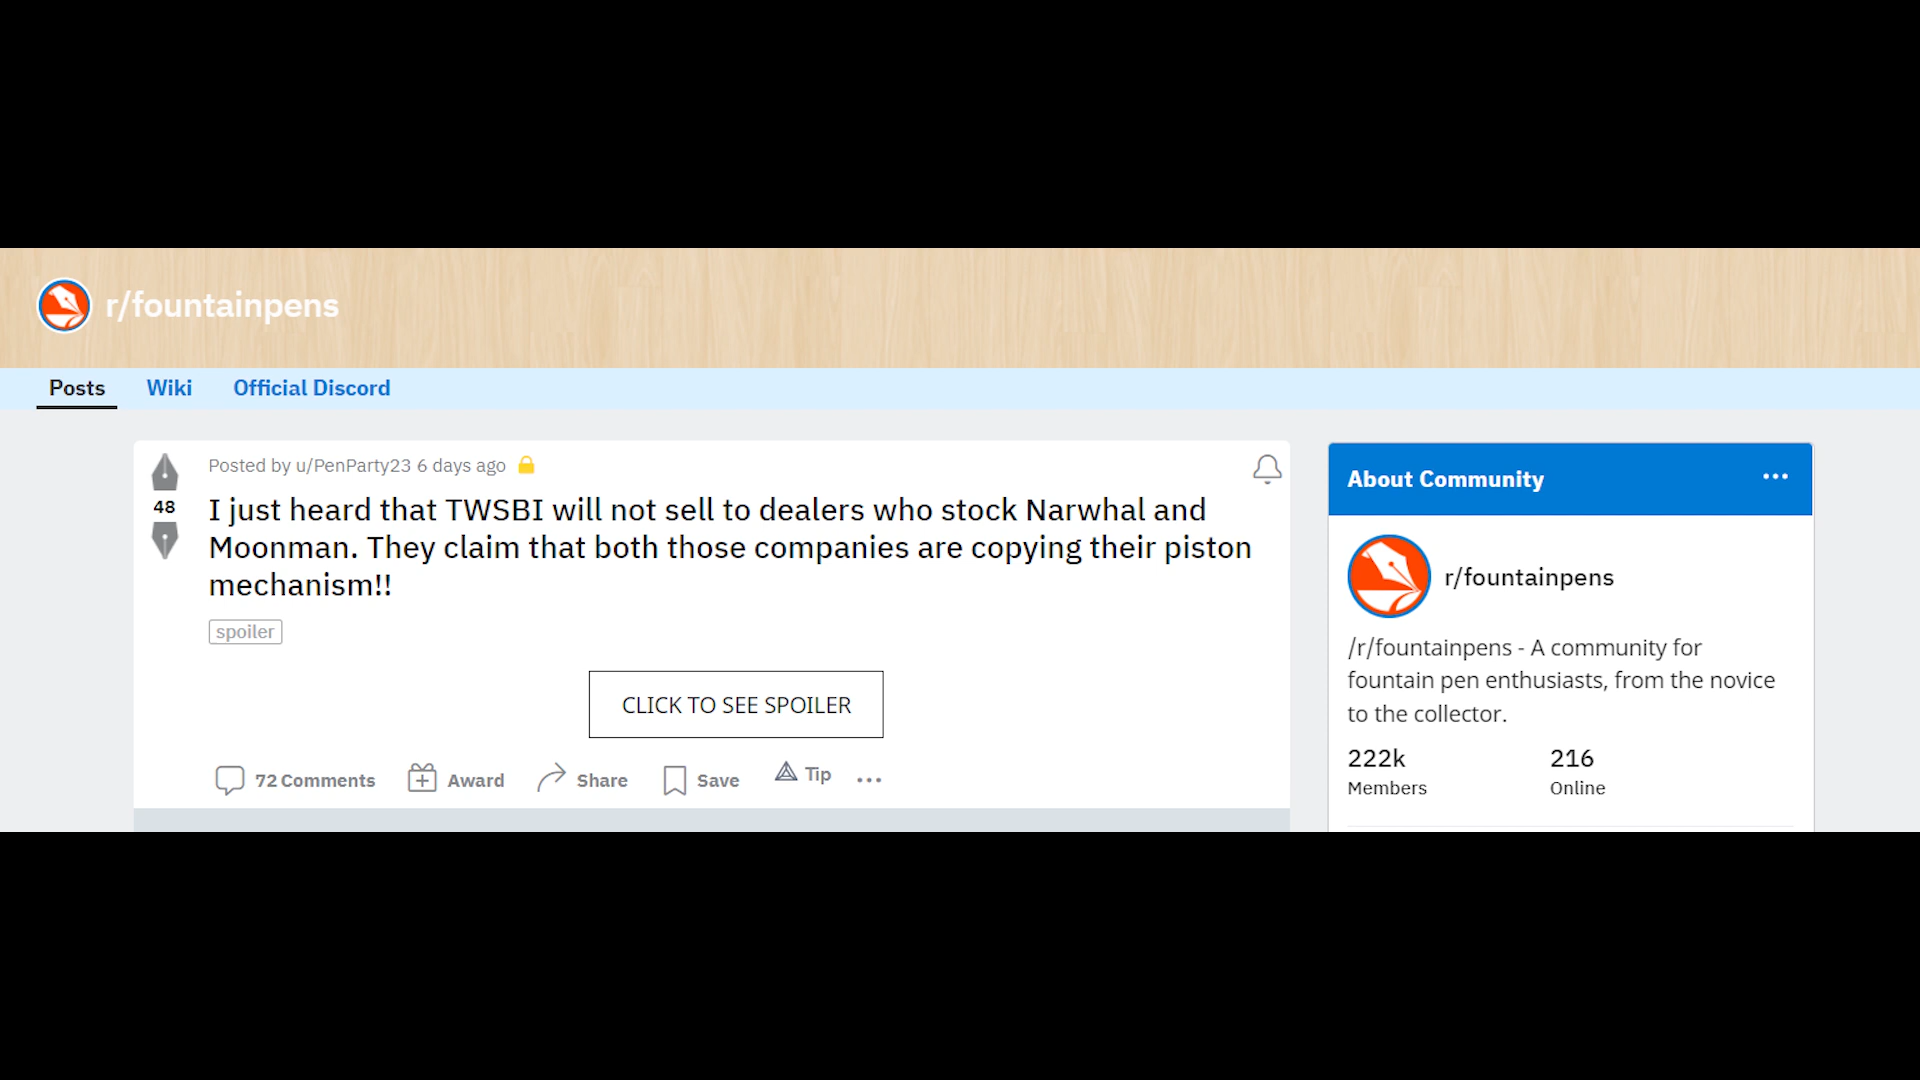 r/fountainpens
Posts Wiki Official Discord
Posted by u/PenParty23 6 days ago
48
I just heard that TWSBI will not sell to dealers who stock Narwhal and
Moonman. They claim that both those companies are copying their piston
mechanism!!
spoiler
CLICK TO SEE SPOILER
72 Comments Award Share Save Tip
About Community
r/fountainpens
/r/fountainpens - A community for
fountain pen enthusiasts, from the novice
to the collector.
222k 216
Members Online